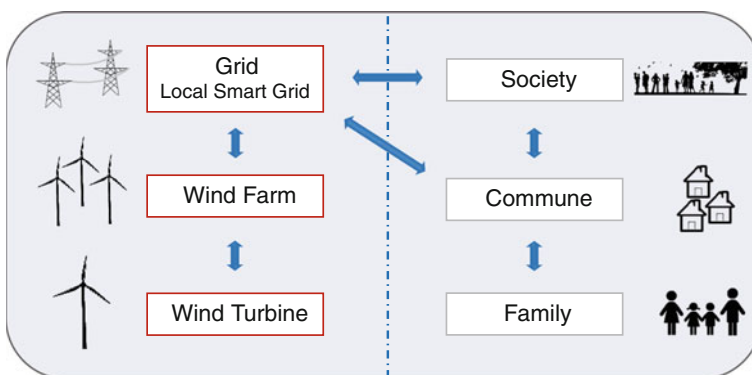 Grid
Local Smart Grid
Society
Wind Farm
Commune
Wind Turbine
Family